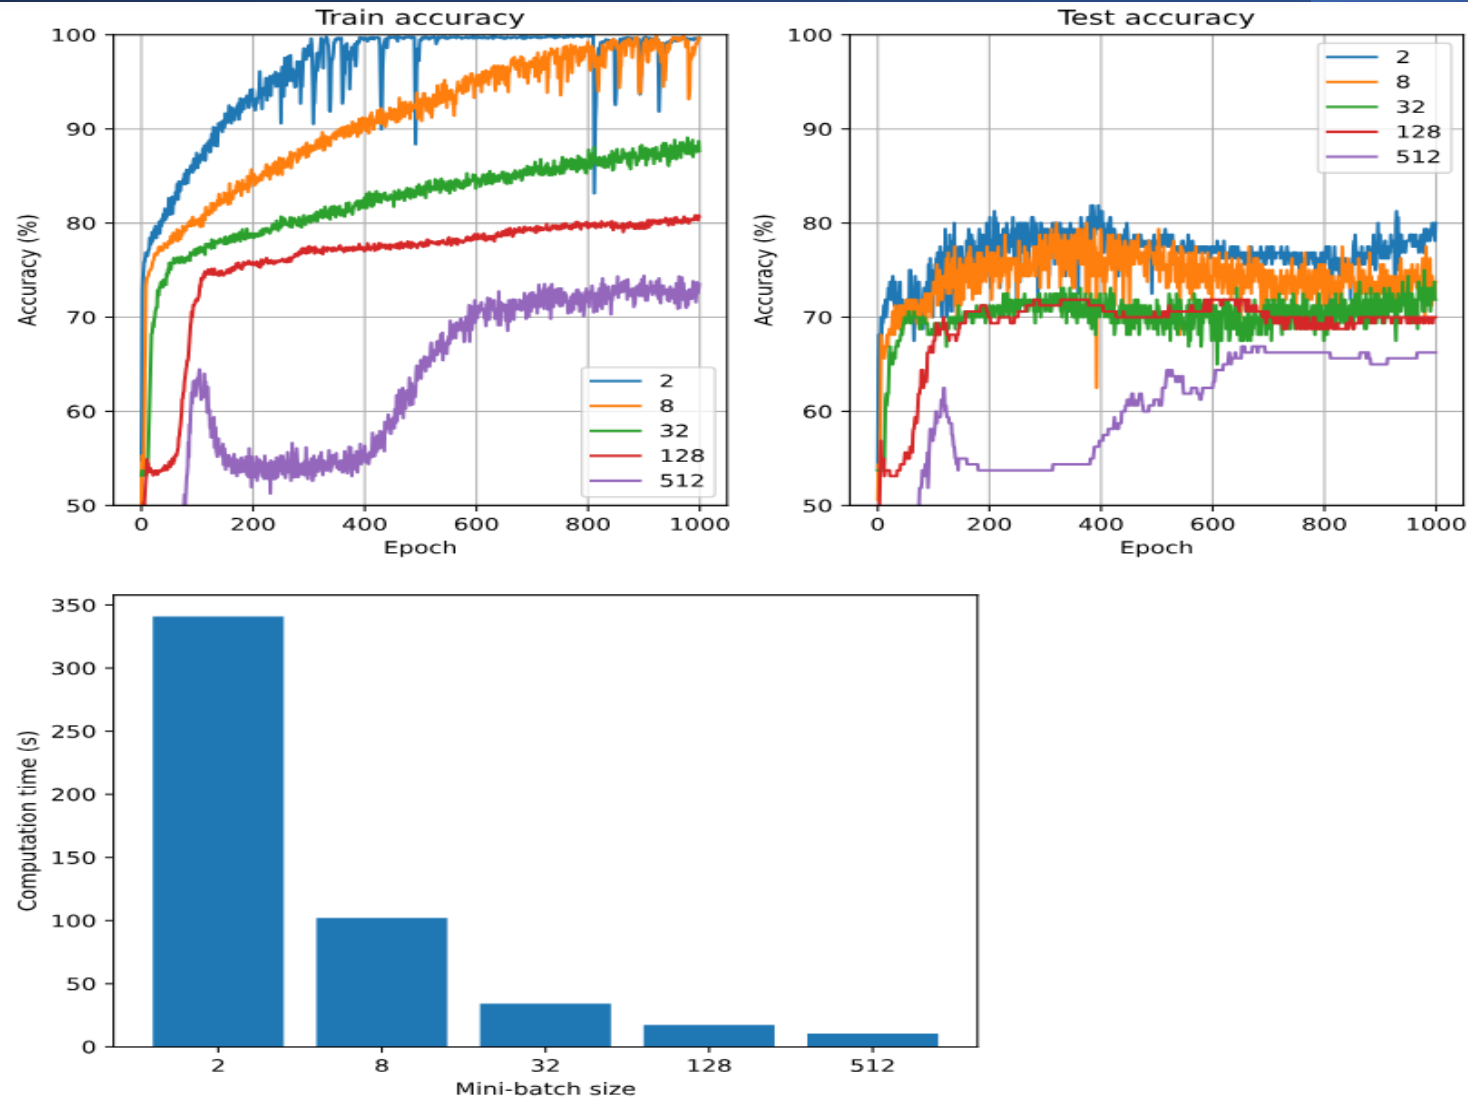 Train accuracy
100
90
80
70
60
50
Accuracy (%)
2
8
32
128
512
0 200 400 600 800 1000
Epoch
Test accuracy
100
90
80
70
60
50
Accuracy (%)
2
8
32
128
512
0 200 400 600 800 1000
Epoch
350
300
250
200
150
100
50
0
Computation time (s)
2 8 32 128 512
Mini-batch size